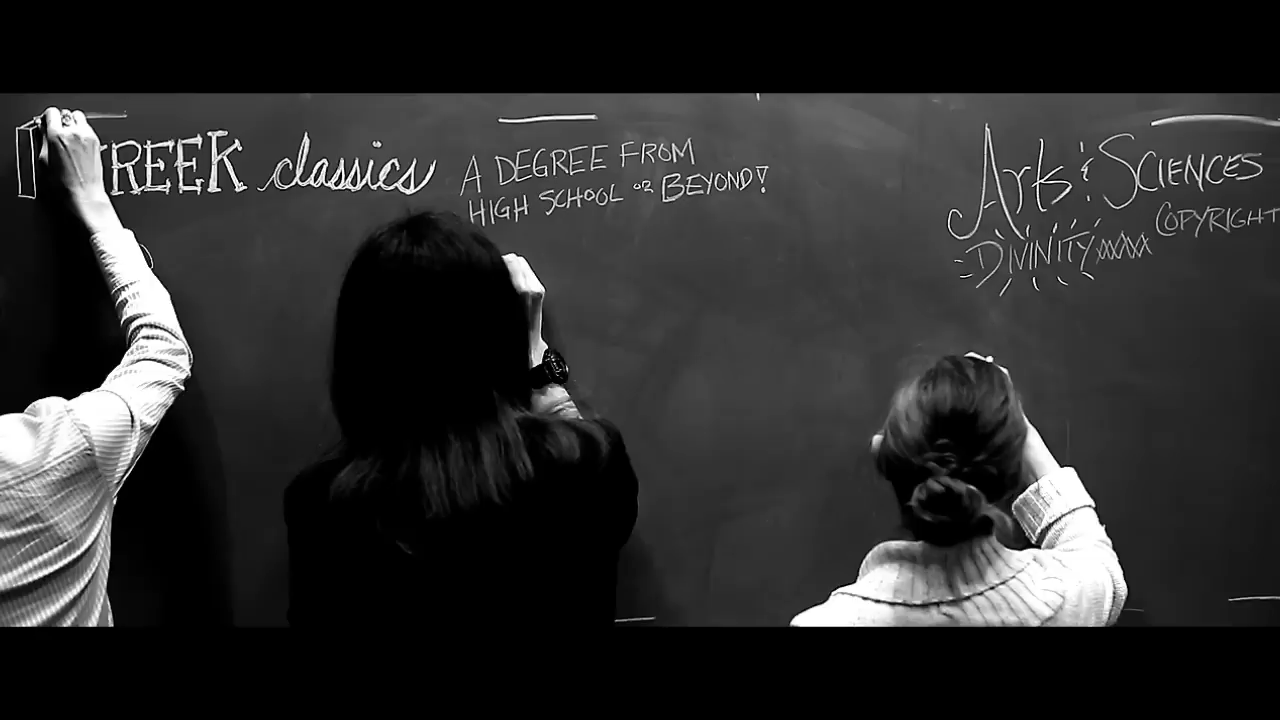 REEK classics
A DEGREE FROM
HIGH SCHOOL OR BEYOND!
Arts & SCIENCES
DIVINITY
COPYRIGHT